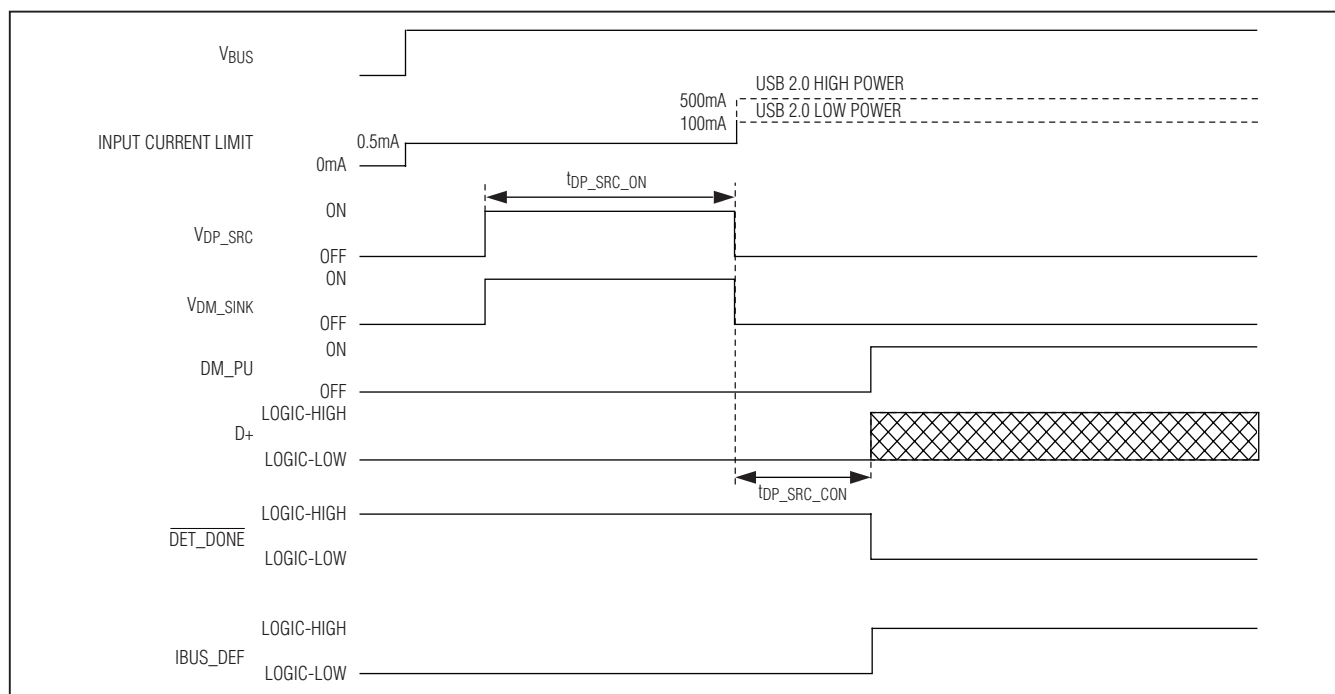 VBUS
USB 2.0 HIGH POWER
500mA
USB 2.0 LOW POWER
100mA
INPUT CURRENT LIMIT
0.5mA
0mA
tDP_SRC_ON
ON
VDP_SRC
OFF
ON
VDM_SINK
OFF
ON
DM_PU
OFF
LOGIC-HIGH
D+
LOGIC-LOW
tDP_SRC_CON
LOGIC-HIGH
DET_DONE
LOGIC-LOW
LOGIC-HIGH
IBUS_DEF
LOGIC-LOW